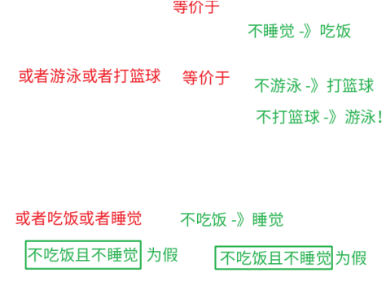 等价于
不睡觉 -》吃饭
或者游泳或者打篮球 等价于 不游泳 -》打篮球
不打篮球 -》游泳！
或者吃饭或者睡觉 不吃饭 -》睡觉
不吃饭且不睡觉 为假 不吃饭且不睡觉 为假